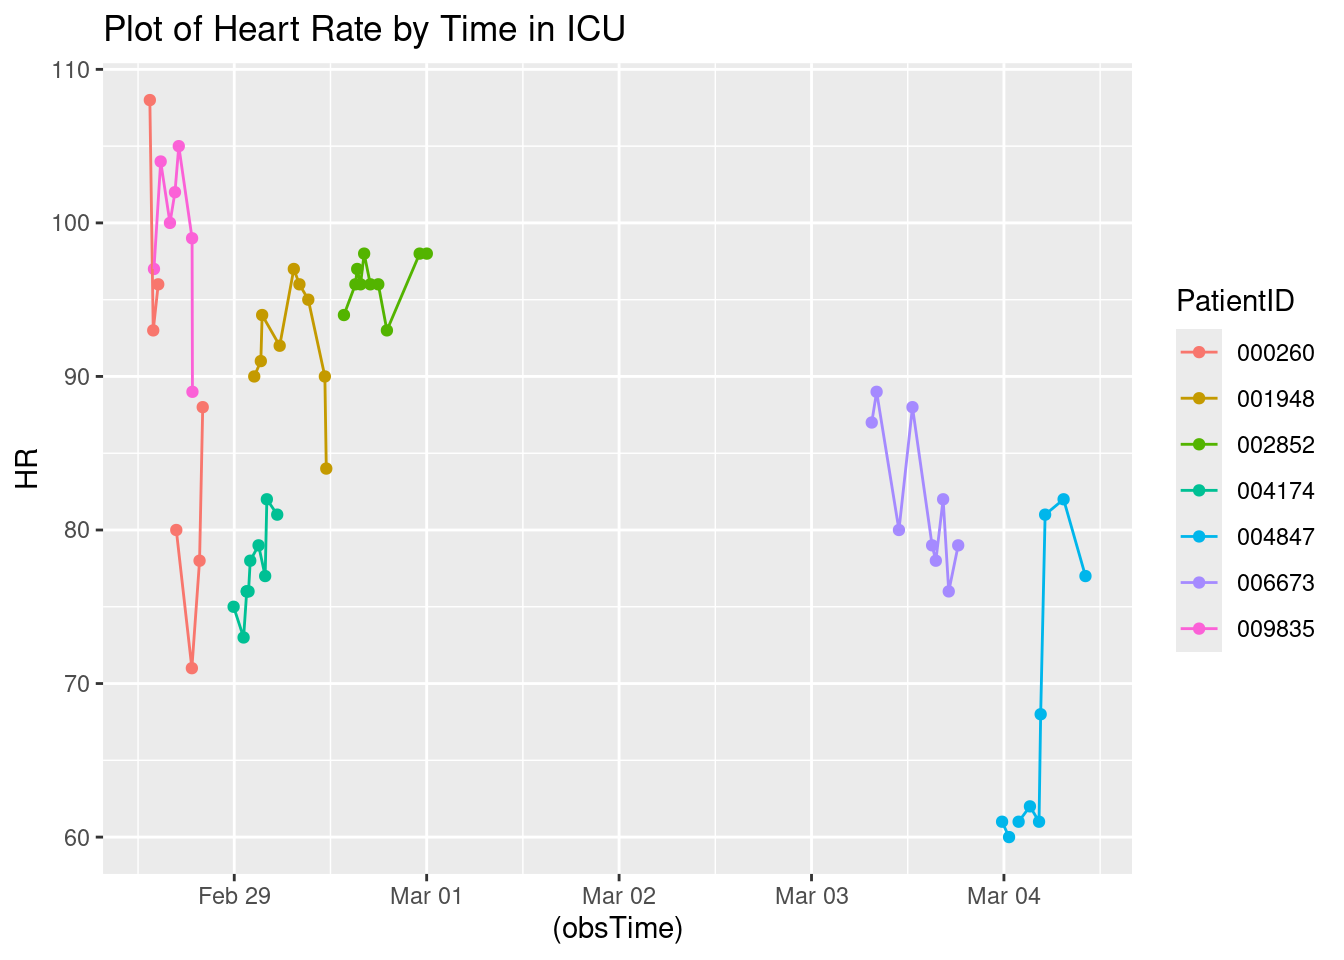 Plot of Heart Rate by Time in ICU
110
100
90
80
70
60
HR
Feb 29
Mar 01
Mar 02
Mar 03
Mar 04
(obsTime)
PatientID
000260
001948
002852
004174
004847
006673
009835